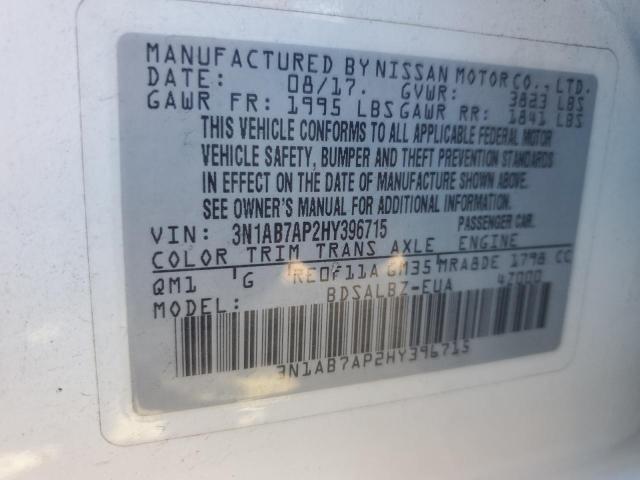 MANUFACTURED BY NISSAN MOTOR CO., LTD.
DATE: 08/17. GVWR: 3823 LBS
GAWR FR: 1995 LBS GAWR RR: 1841 LBS
THIS VEHICLE CONFORMS TO ALL APPLICABLE FEDERAL MOTOR
VEHICLE SAFETY, BUMPER AND THEFT PREVENTION STANDARDS
IN EFFECT ON THE DATE OF MANUFACTURE SHOWN ABOVE.
SEE OWNER'S MANUAL FOR ADDITIONAL INFORMATION.
VIN: 3N1AB7AP2HY396715 PASSENGER CAR.
COLOR TRIM TRANS AXLE ENGINE
QM1 G RE0F11A GM35 MRA8DE 1798 CC
MODEL: BDSALBZ-EUA 4Z000
3N1AB7AP2HY396715